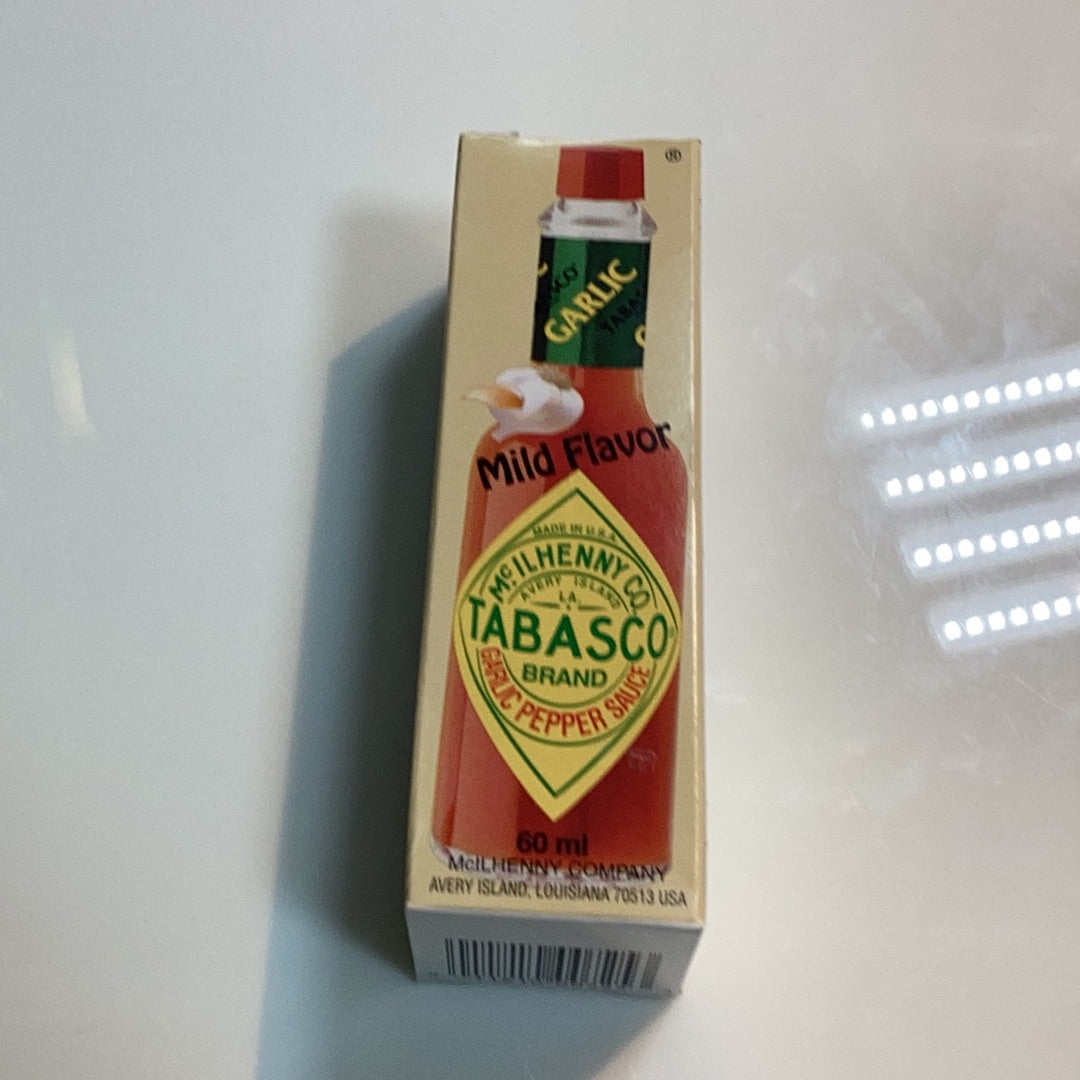 GARLIC
Mild Flavor
MADE IN U.S.A.
McILHENNY CO.
AVERY ISLAND
LA.
TABASCO
BRAND
GARLIC PEPPER SAUCE
60 ml
McILHENNY COMPANY
AVERY ISLAND, LOUISIANA 70513 USA